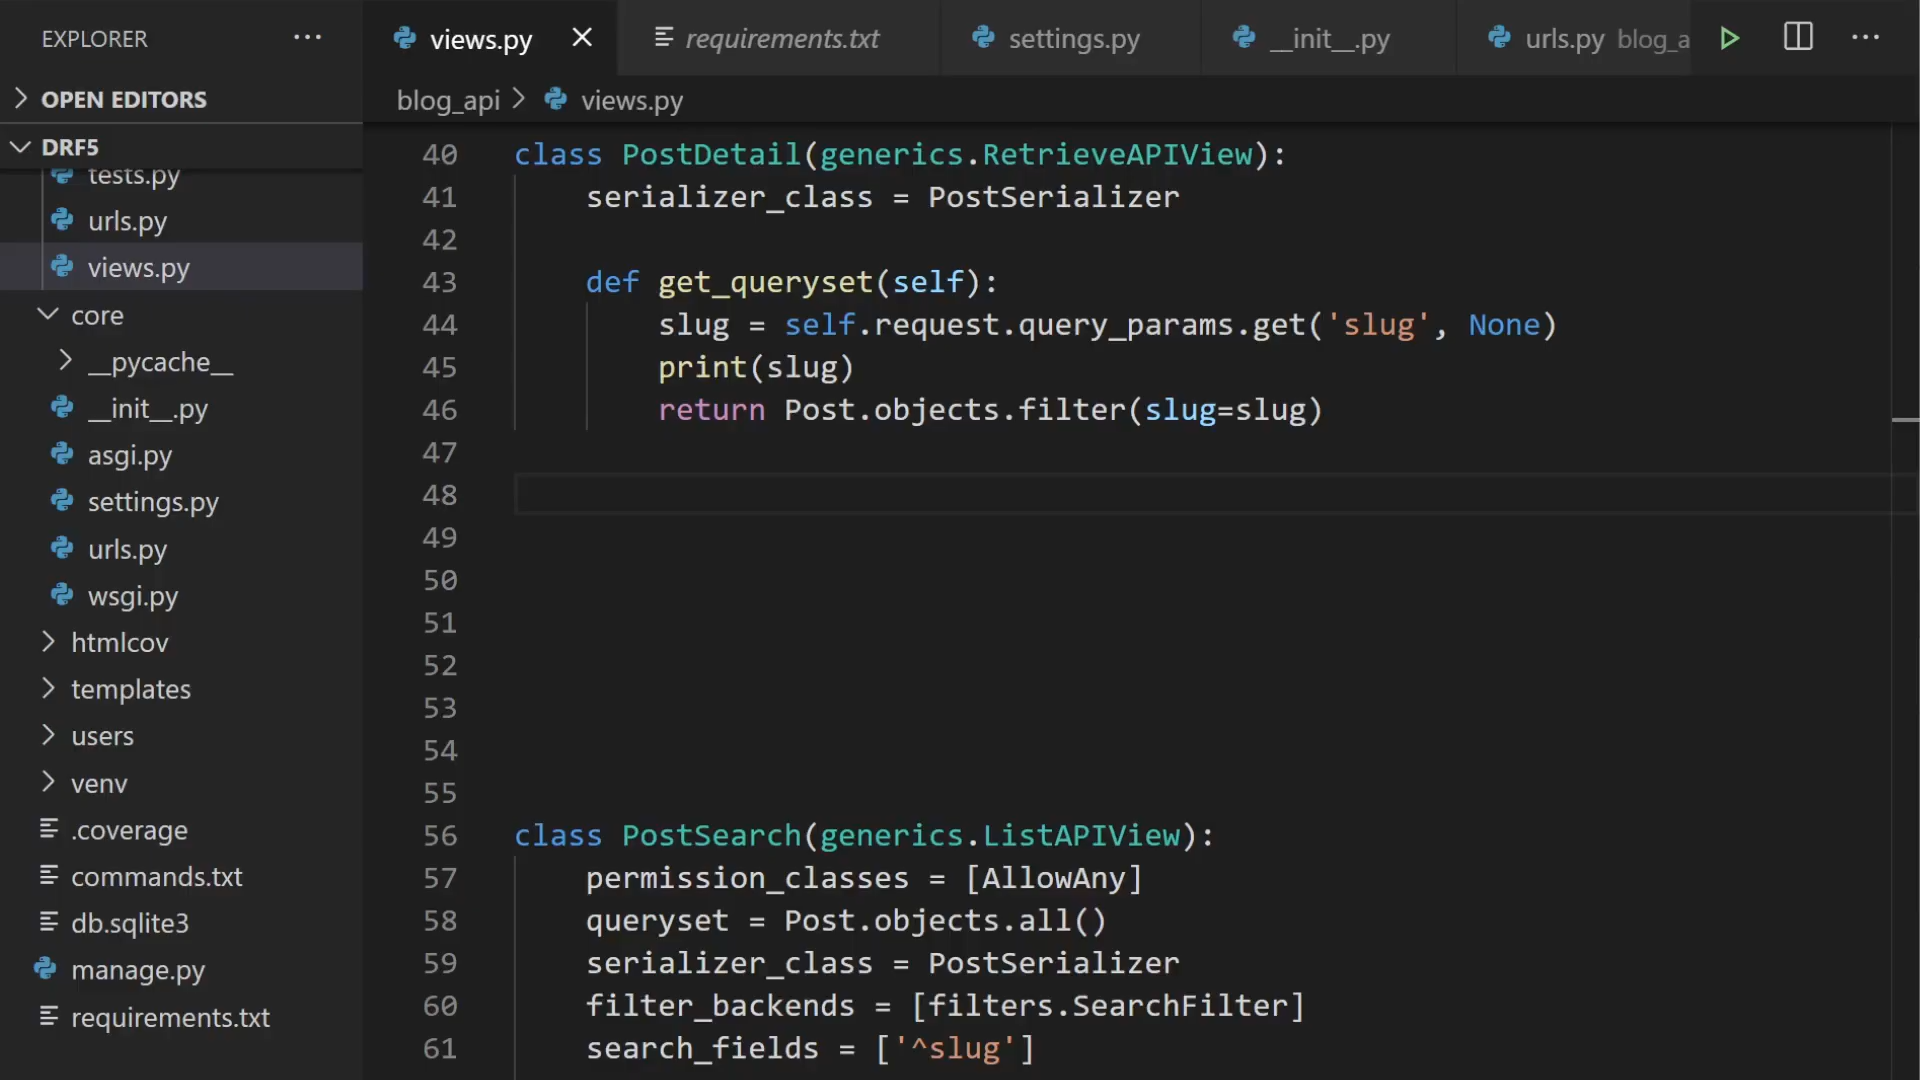 EXPLORER
OPEN EDITORS
DRF5
tests.py
urls.py
views.py
core
__pycache__
__init__.py
asgi.py
settings.py
urls.py
wsgi.py
htmlcov
templates
users
venv
.coverage
commands.txt
db.sqlite3
manage.py
requirements.txt
views.py requirements.txt settings.py __init__.py urls.py blog_a
blog_api > views.py
40 class PostDetail(generics.RetrieveAPIView):
41     serializer_class = PostSerializer
42
43     def get_queryset(self):
44         slug = self.request.query_params.get('slug', None)
45         print(slug)
46         return Post.objects.filter(slug=slug)
47
48
49
50
51
52
53
54
55
56 class PostSearch(generics.ListAPIView):
57     permission_classes = [AllowAny]
58     queryset = Post.objects.all()
59     serializer_class = PostSerializer
60     filter_backends = [filters.SearchFilter]
61     search_fields = ['^slug']